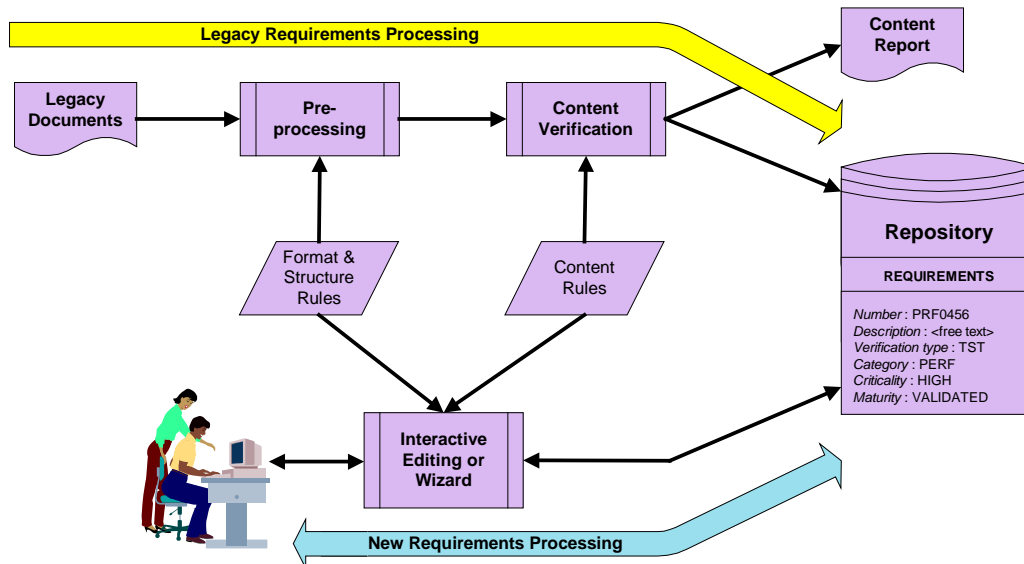 Legacy Requirements Processing
Content
Report
Legacy
Documents
Pre-
processing
Content
Verification
Format &
Structure
Rules
Content
Rules
Repository
REQUIREMENTS
Number : PRF0456
Description : <free text>
Verification type : TST
Category : PERF
Criticality : HIGH
Maturity : VALIDATED
Interactive
Editing or
Wizard
New Requirements Processing